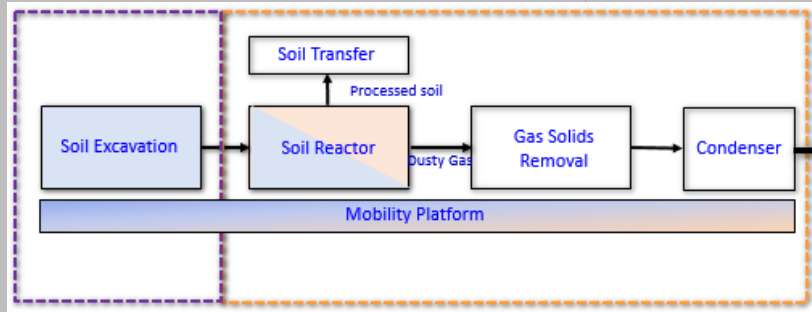 Soil Transfer
Processed soil
Soil Excavation
Soil Reactor
Dusty Gas
Gas Solids
Removal
Condenser
Mobility Platform